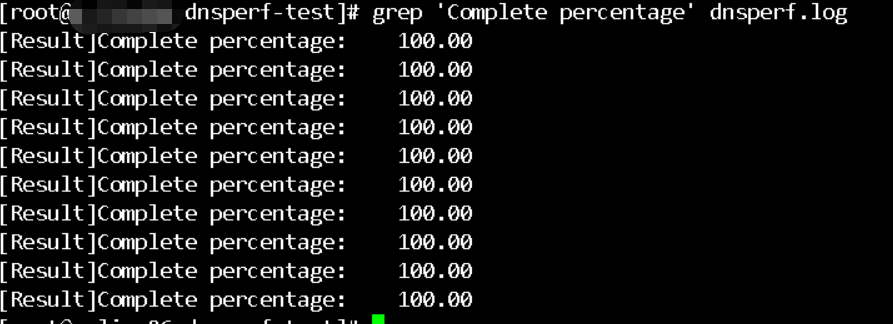 [root@ dnsperf-test]# grep 'Complete percentage' dnsperf.log
[Result]Complete percentage: 100.00
[Result]Complete percentage: 100.00
[Result]Complete percentage: 100.00
[Result]Complete percentage: 100.00
[Result]Complete percentage: 100.00
[Result]Complete percentage: 100.00
[Result]Complete percentage: 100.00
[Result]Complete percentage: 100.00
[Result]Complete percentage: 100.00
[Result]Complete percentage: 100.00